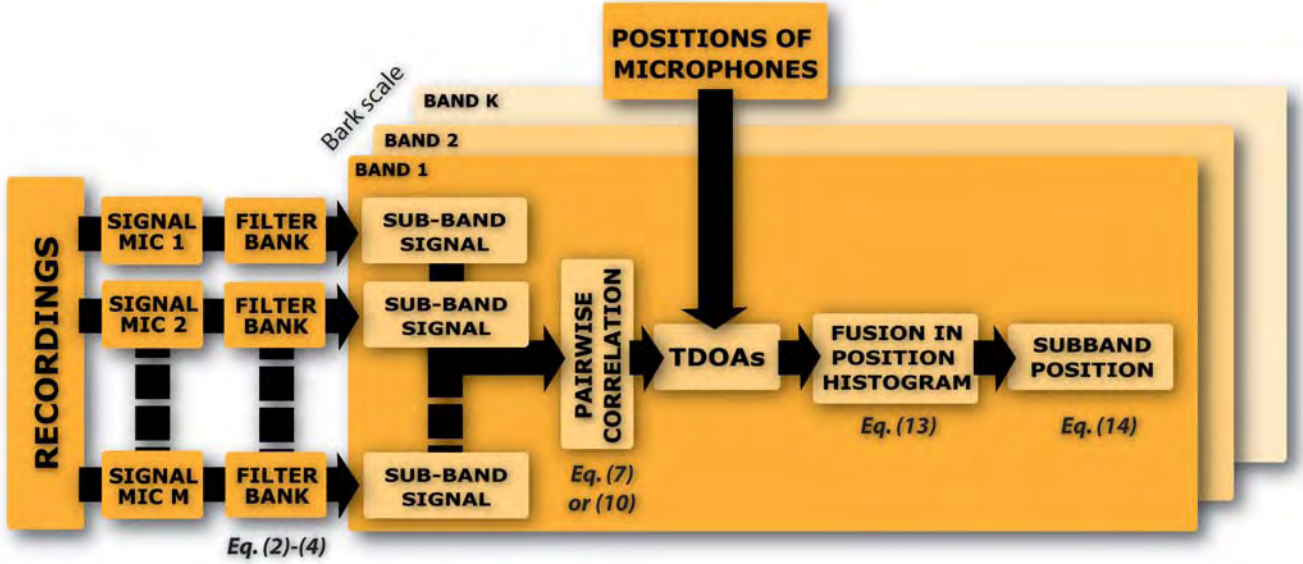 POSITIONS OF
MICROPHONES
Bark scale
BAND K
BAND 2
BAND 1
RECORDINGS
SIGNAL
MIC 1
FILTER
BANK
SUB-BAND
SIGNAL
SIGNAL
MIC 2
FILTER
BANK
SUB-BAND
SIGNAL
SIGNAL
MIC M
FILTER
BANK
SUB-BAND
SIGNAL
Eq. (2)-(4)
PAIRWISE
CORRELATION
Eq. (7)
or (10)
TDOAs
FUSION IN
POSITION
HISTOGRAM
Eq. (13)
SUBBAND
POSITION
Eq. (14)